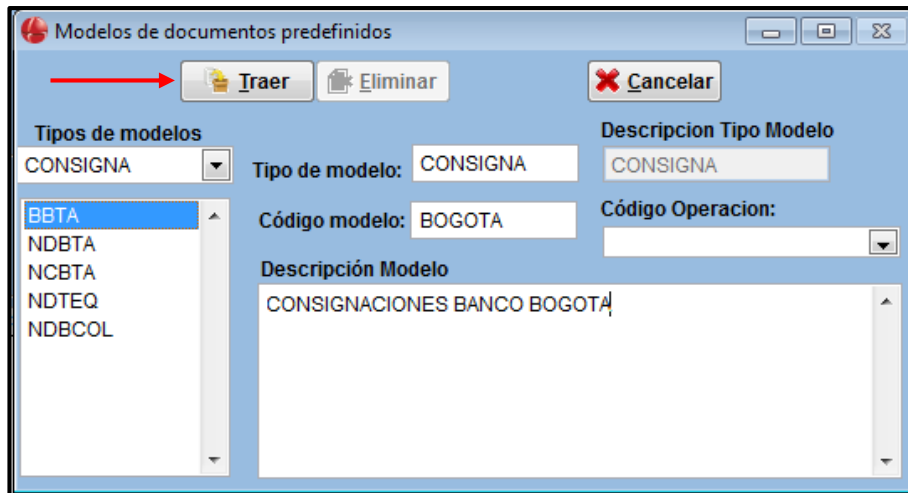 Modelos de documentos predefinidos
Traer
Eliminar
Cancelar
Tipos de modelos
CONSIGNA
BBTA
NDBTA
NCBTA
NDTEQ
NDBCOL
Tipo de modelo: CONSIGNA
Código modelo: BOGOTA
Descripcion Tipo Modelo
CONSIGNA
Código Operacion:
Descripción Modelo
CONSIGNACIONES BANCO BOGOTA